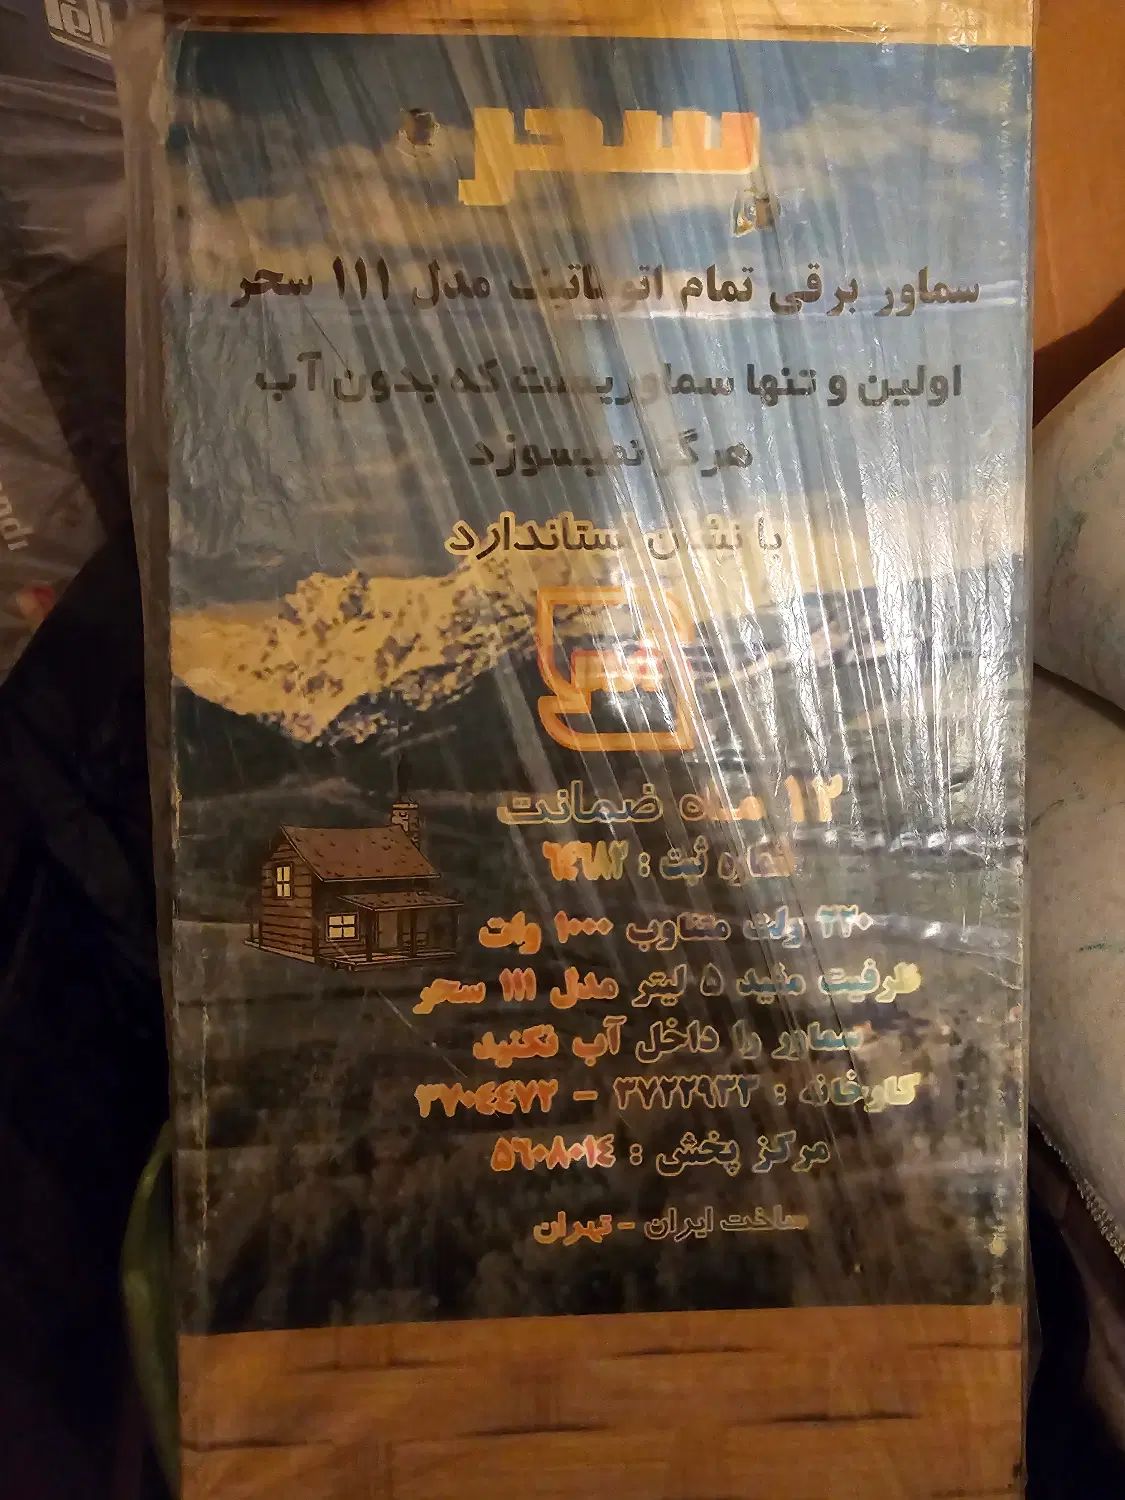 سحر
سماور برقی تمام اتوماتیک مدل ۱۱۱ سحر
اولین و تنها سماوریست که بدون آب
هرگز نمیسوزد
با نشان استاندارد
۱۲ ماه ضمانت
شماره ثبت : ۶۴۶۸۲
۲۲۰ ولت متناوب ۱۰۰۰ وات
ظرفیت مفید ۵ لیتر مدل ۱۱۱ سحر
سماور را داخل آب نکنید
کارخانه : ۳۷۲۲۹۳۳ - ۳۷۰۴۴۷۲
مرکز پخش : ۵۶۰۸۰۱۴
ساخت ایران - تهران